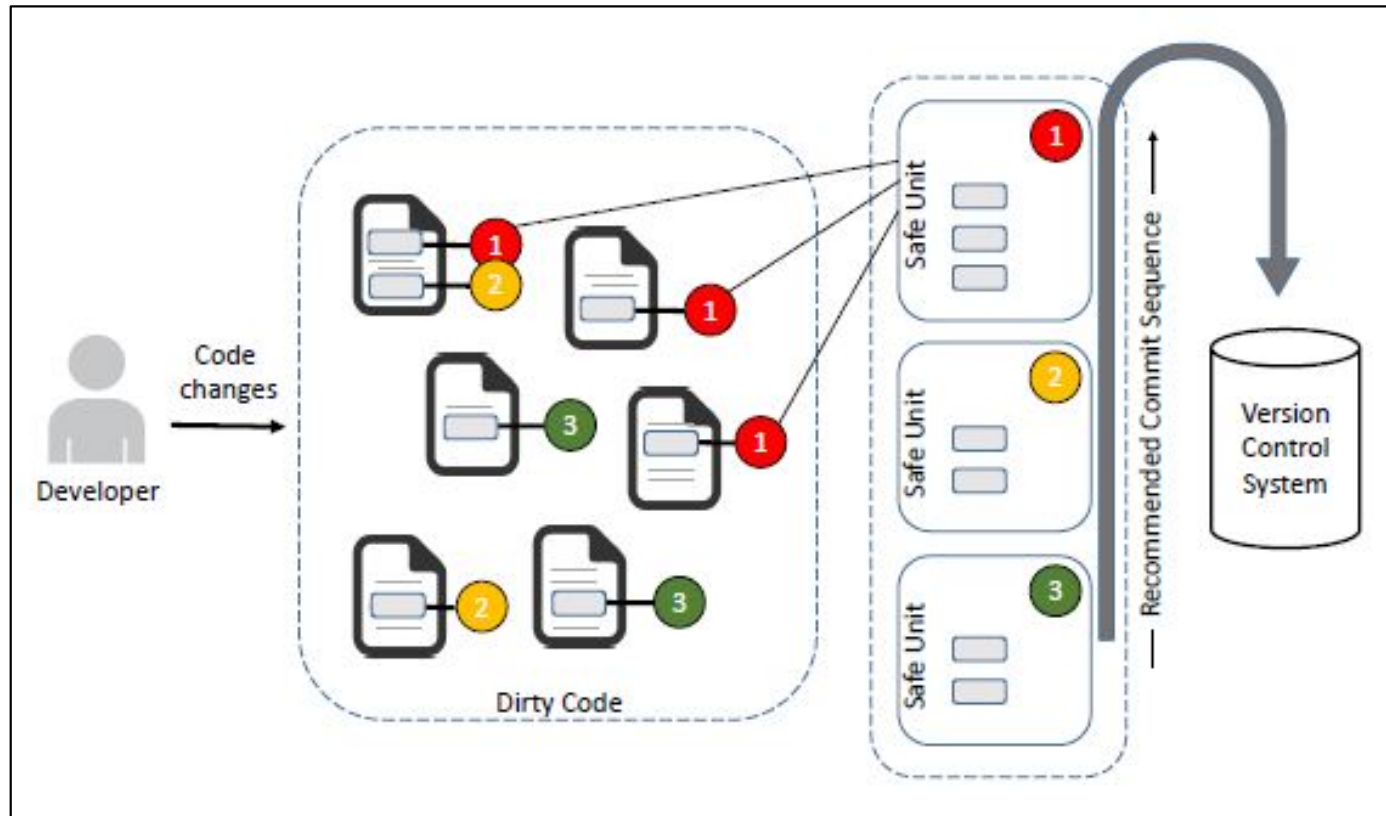 1
2
1
3
1
2
3
Developer
Code
changes
Dirty Code
Safe Unit
1
Safe Unit
2
Safe Unit
3
Recommended Commit Sequence
Version
Control
System